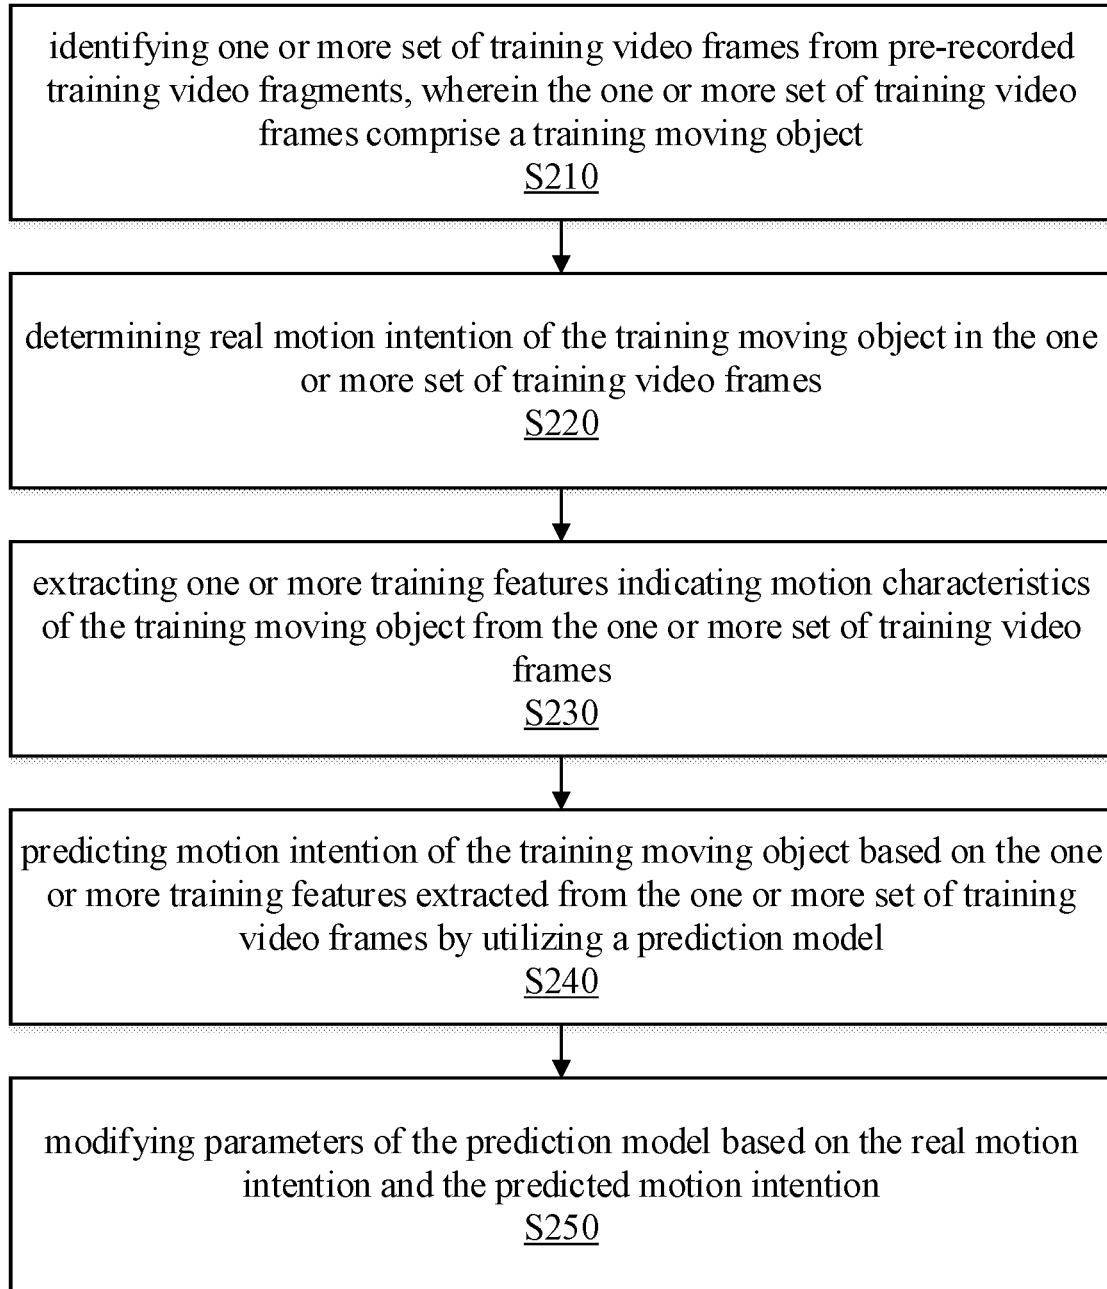 identifying one or more set of training video frames from pre-recorded
training video fragments, wherein the one or more set of training video
frames comprise a training moving object
S210
determining real motion intention of the training moving object in the one
or more set of training video frames
S220
extracting one or more training features indicating motion characteristics
of the training moving object from the one or more set of training video
frames
S230
predicting motion intention of the training moving object based on the one
or more training features extracted from the one or more set of training
video frames by utilizing a prediction model
S240
modifying parameters of the prediction model based on the real motion
intention and the predicted motion intention
S250